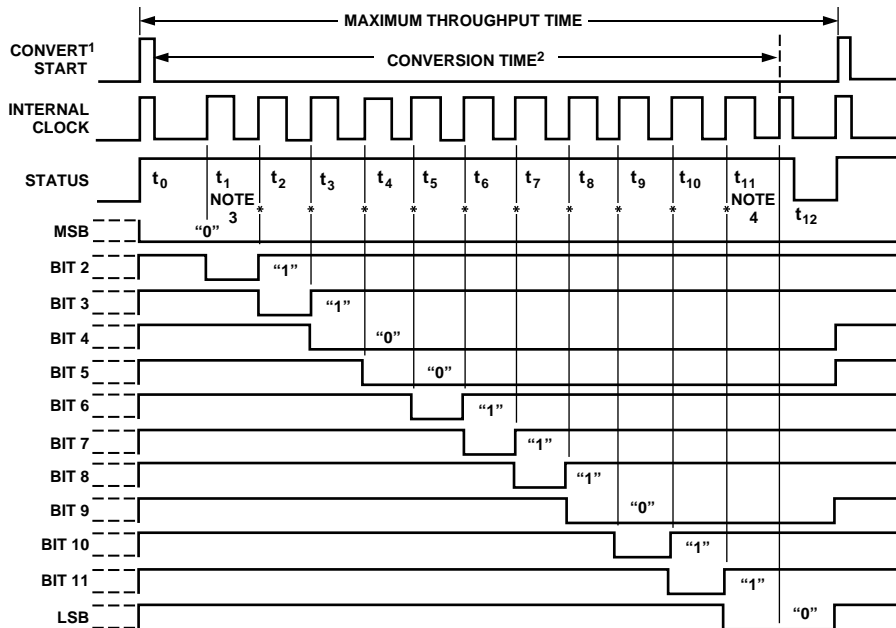 MAXIMUM THROUGHPUT TIME
CONVERT¹
START
CONVERSION TIME²
INTERNAL
CLOCK
STATUS
t₀ t₁ t₂ t₃ t₄ t₅ t₆ t₇ t₈ t₉ t₁₀ t₁₁
NOTE
3
NOTE
4
t₁₂
* * * * * * * * * *
MSB “0”
BIT 2 “1”
BIT 3 “1”
BIT 4 “0”
BIT 5 “0”
BIT 6 “1”
BIT 7 “1”
BIT 8 “1”
BIT 9 “0”
BIT 10 “1”
BIT 11 “1”
LSB “0”